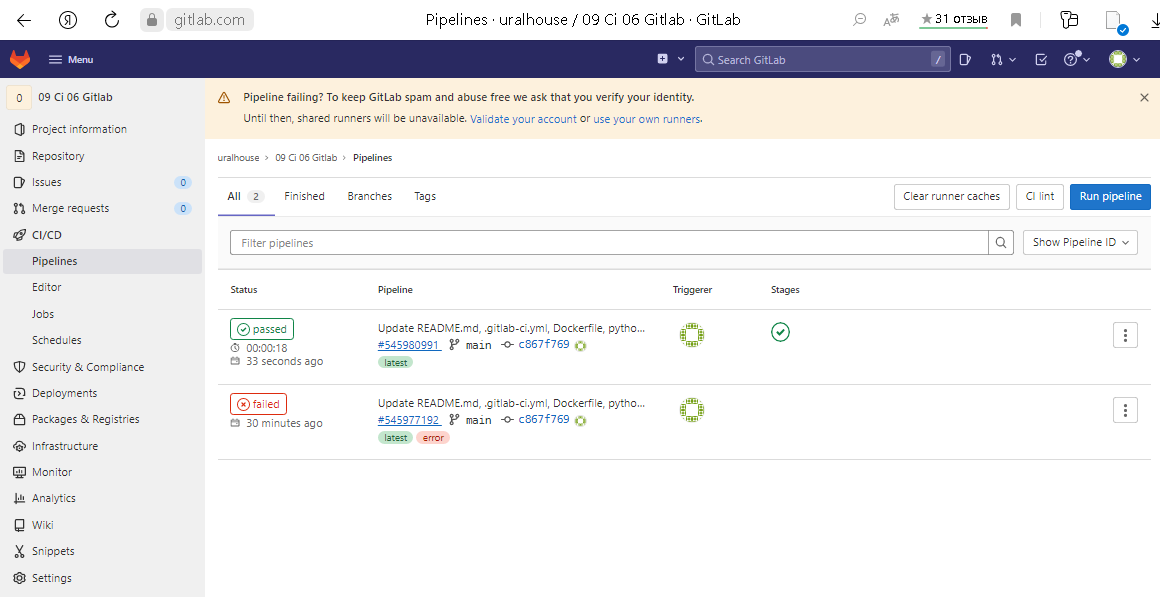 Я gitlab.com Pipelines · uralhouse / 09 Ci 06 Gitlab · GitLab ★ 31 отзыв
Menu Search GitLab /
0 09 Ci 06 Gitlab
Project information
Repository
Issues 0
Merge requests 0
CI/CD
Pipelines
Editor
Jobs
Schedules
Security & Compliance
Deployments
Packages & Registries
Infrastructure
Monitor
Analytics
Wiki
Snippets
Settings
Pipeline failing? To keep GitLab spam and abuse free we ask that you verify your identity.
Until then, shared runners will be unavailable. Validate your account or use your own runners.
uralhouse > 09 Ci 06 Gitlab > Pipelines
All 2 Finished Branches Tags Clear runner caches CI lint Run pipeline
Filter pipelines Show Pipeline ID
Status Pipeline Triggerer Stages
passed Update README.md, .gitlab-ci.yml, Dockerfile, pytho...
00:00:18 #545980991 main c867f769
33 seconds ago latest
failed Update README.md, .gitlab-ci.yml, Dockerfile, pytho...
30 minutes ago #545977192 main c867f769
latest error